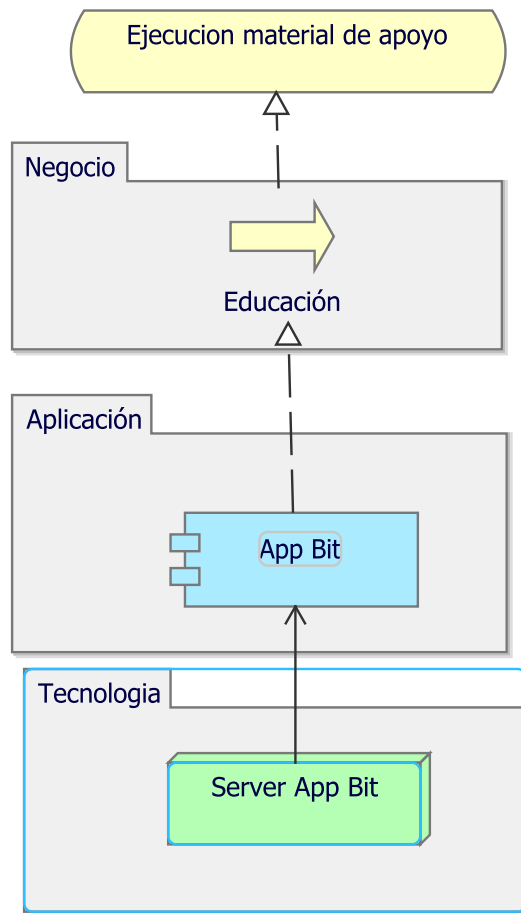 Ejecucion material de apoyo
Negocio
Educación
Aplicación
App Bit
Tecnologia
Server App Bit